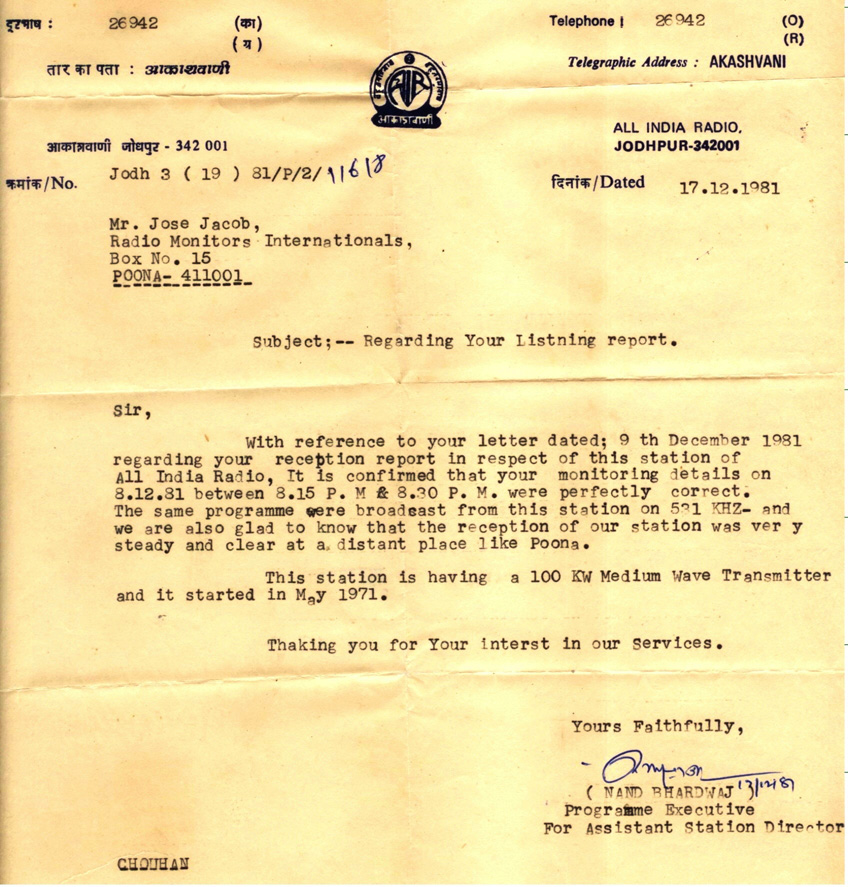 दूरभाष : 26942 (का)
(य)
तार का पता : आकाशवाणी
Telephone : 26942 (O)
(R)
Telegraphic Address : AKASHVANI
आकाशवाणी
ALL INDIA RADIO,
JODHPUR-342001
आकाशवाणी जोधपुर - 342 001
क्रमांक/No. Jodh 3 ( 19 ) 81/P/2/11618
दिनांक/Dated 17.12.1981
Mr. Jose Jacob,
Radio Monitors Internationals,
Box No. 15
POONA- 411001
Subject;-- Regarding Your Listning report.
Sir,
With reference to your letter dated; 9 th December 1981
regarding your reception report in respect of this station of
All India Radio, It is confirmed that your monitoring details on
8.12.81 between 8.15 P. M & 8.30 P. M. were perfectly correct.
The same programme were broadcast from this station on 531 KHZ- and
we are also glad to know that the reception of our station was ver y
steady and clear at a distant place like Poona.
This station is having a 100 KW Medium Wave Transmitter
and it started in May 1971.
Thaking you for Your interst in our Services.
Yours Faithfully,
( NAND BHARDWAJ )
Programme Executive
For Assistant Station Director
CHOUHAN